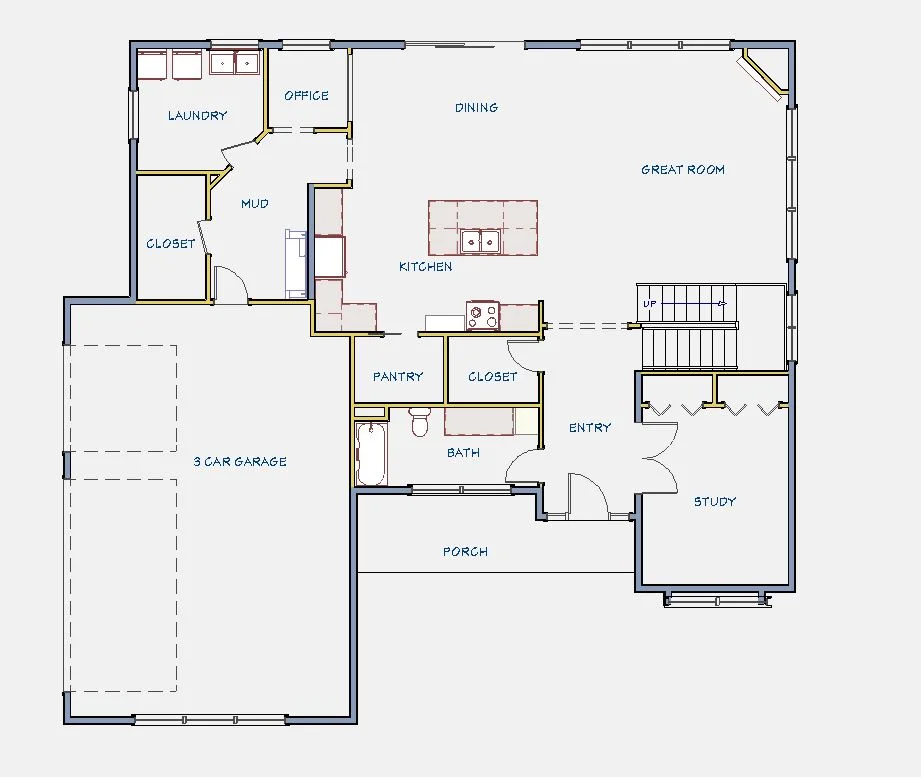 OFFICE
DINING
LAUNDRY
GREAT ROOM
MUD
CLOSET
KITCHEN
UP
PANTRY
CLOSET
ENTRY
BATH
3 CAR GARAGE
STUDY
PORCH